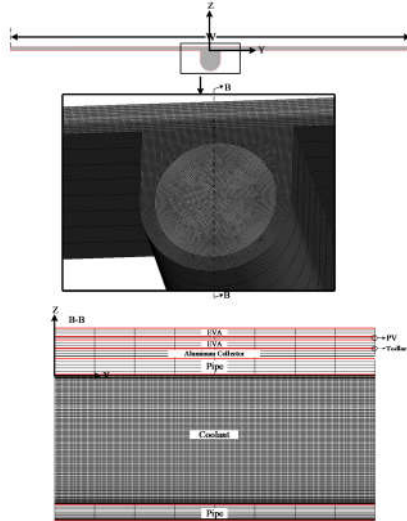 Z
W
Y
B
B
Z
B-B
EVA
PV
EVA
Tedlar
Aluminum Collector
Pipe
Y
Coolant
Pipe